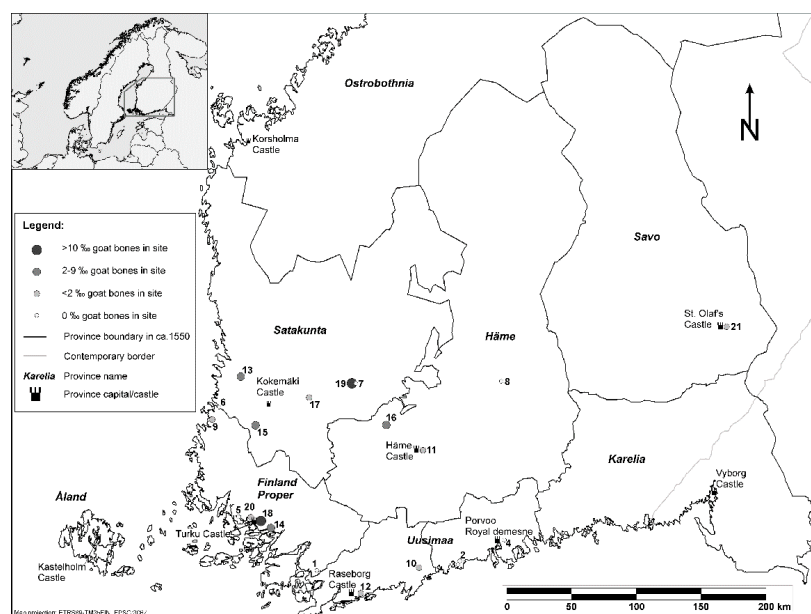 Ostrobothnia
Korsholma
Castle
N
Legend:
>10 ‰ goat bones in site
2-9 ‰ goat bones in site
<2 ‰ goat bones in site
0 ‰ goat bones in site
Province boundary in ca.1550
Contemporary border
Karelia Province name
Province capital/castle
Savo
St. Olaf's
Castle
21
Satakunta
Häme
13
Kokemäki
Castle
19
7
8
6
17
9
15
16
Häme
Castle
11
Karelia
Åland
Finland
Proper
Vyborg
Castle
5
20
18
14
Turku Castle
Uusimaa
Porvoo
Royal demesne
4
Kastelholm
Castle
1
Raseborg
Castle
12
10
2
0 50 100 150 200 km